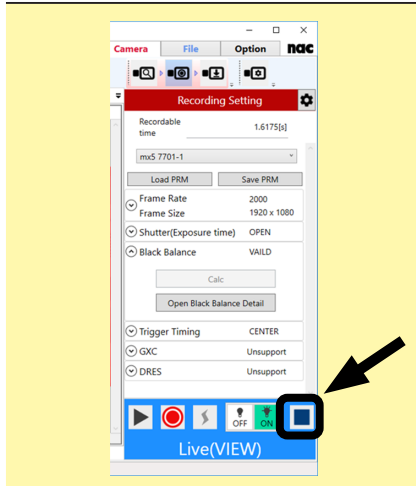 Camera File Option nac
Recording Setting
Recordable time 1.6175[s]
mx5 7701-1
Load PRM Save PRM
Frame Rate 2000
Frame Size 1920 x 1080
Shutter(Exposure time) OPEN
Black Balance VAILD
Calc
Open Black Balance Detail
Trigger Timing CENTER
GXC Unsupport
DRES Unsupport
OFF ON
Live(VIEW)